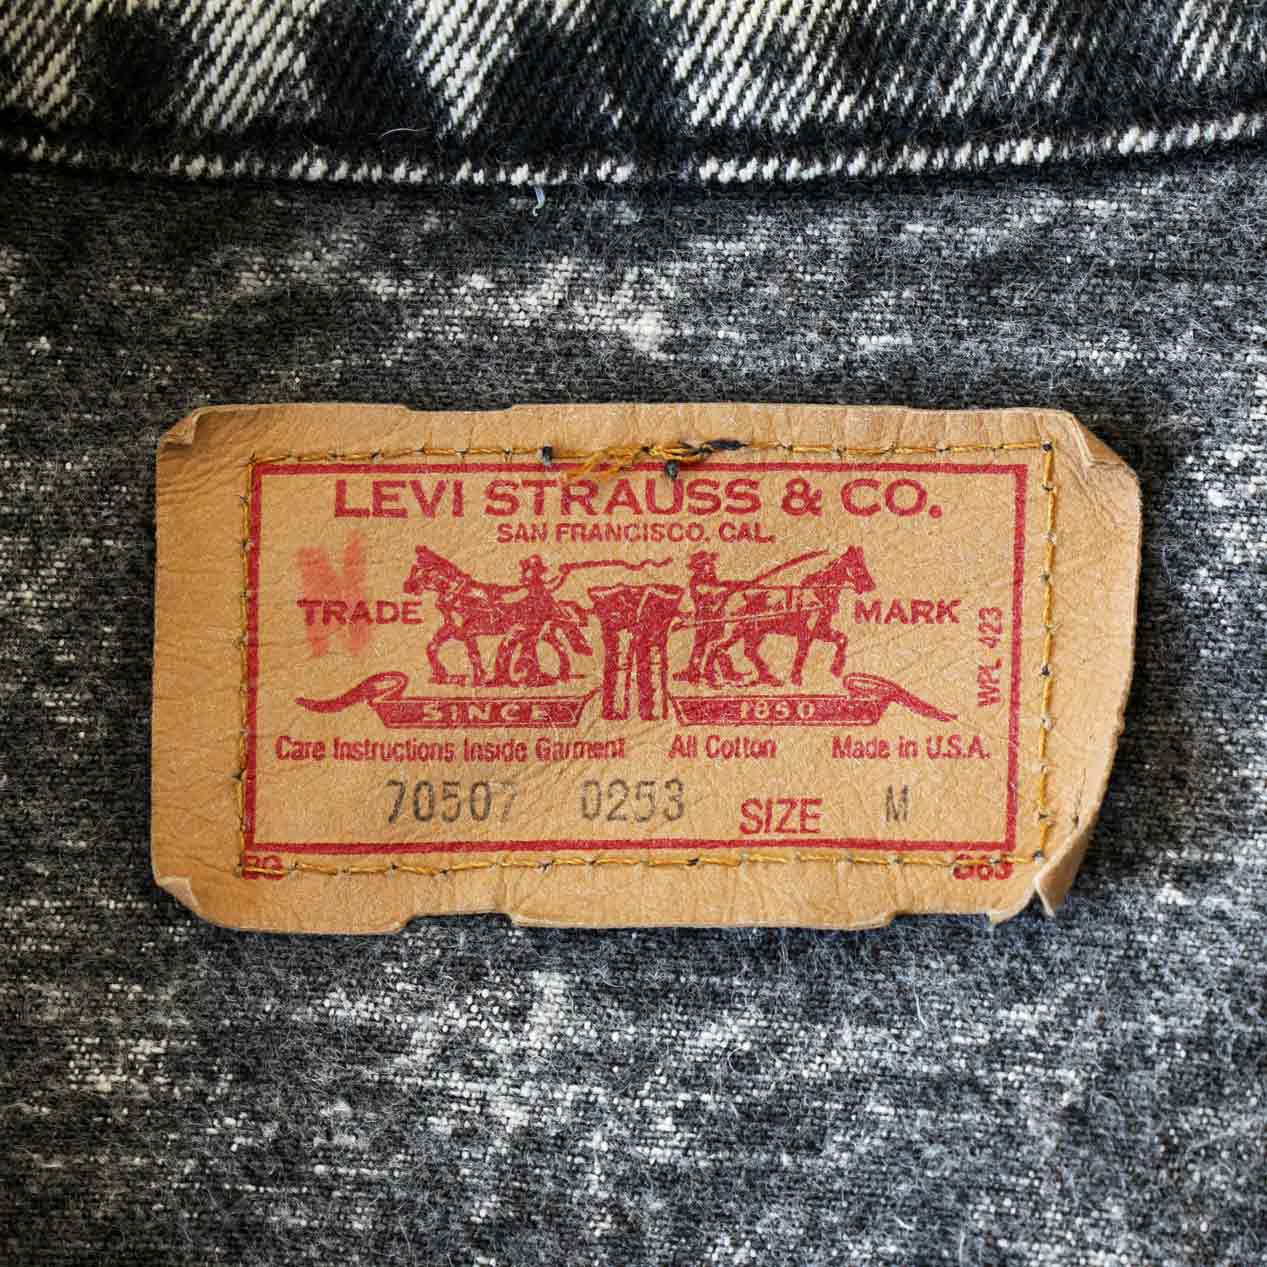 LEVI STRAUSS & CO.
SAN FRANCISCO, CAL.
N
TRADE MARK
WPL 423
SINCE 1850
Care Instructions Inside Garment All Cotton Made in U.S.A.
70507 0253 SIZE M